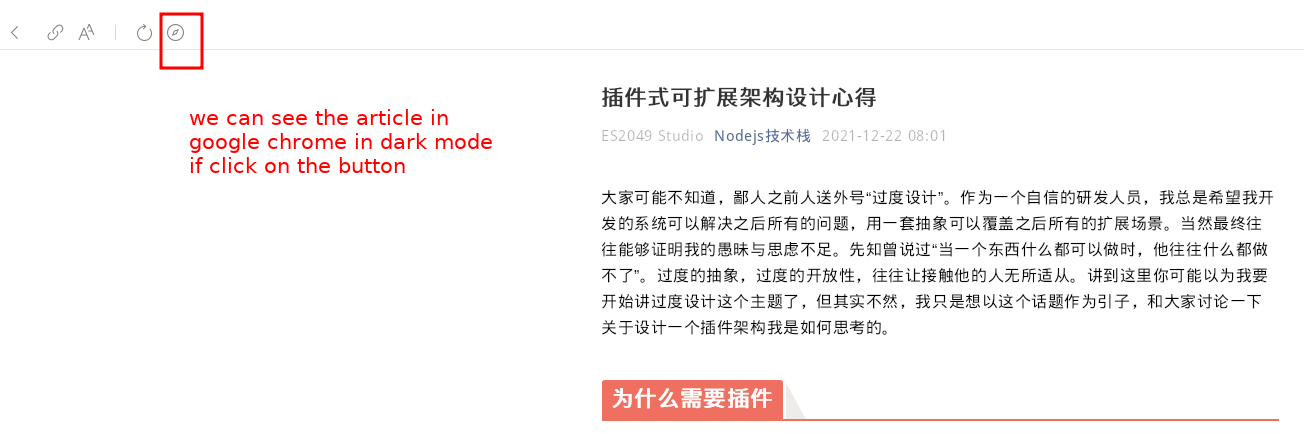 we can see the article in
google chrome in dark mode
if click on the button
插件式可扩展架构设计心得
ES2049 Studio Nodejs技术栈 2021-12-22 08:01
大家可能不知道，鄙人之前人送外号“过度设计”。作为一个自信的研发人员，我总是希望我开
发的系统可以解决之后所有的问题，用一套抽象可以覆盖之后所有的扩展场景。当然最终往
往能够证明我的愚昧与思虑不足。先知曾说过“当一个东西什么都可以做时，他往往什么都做
不了”。过度的抽象，过度的开放性，往往让接触他的人无所适从。讲到这里你可能以为我要
开始讲过度设计这个主题了，但其实不然，我只是想以这个话题作为引子，和大家讨论一下
关于设计一个插件架构我是如何思考的。
为什么需要插件